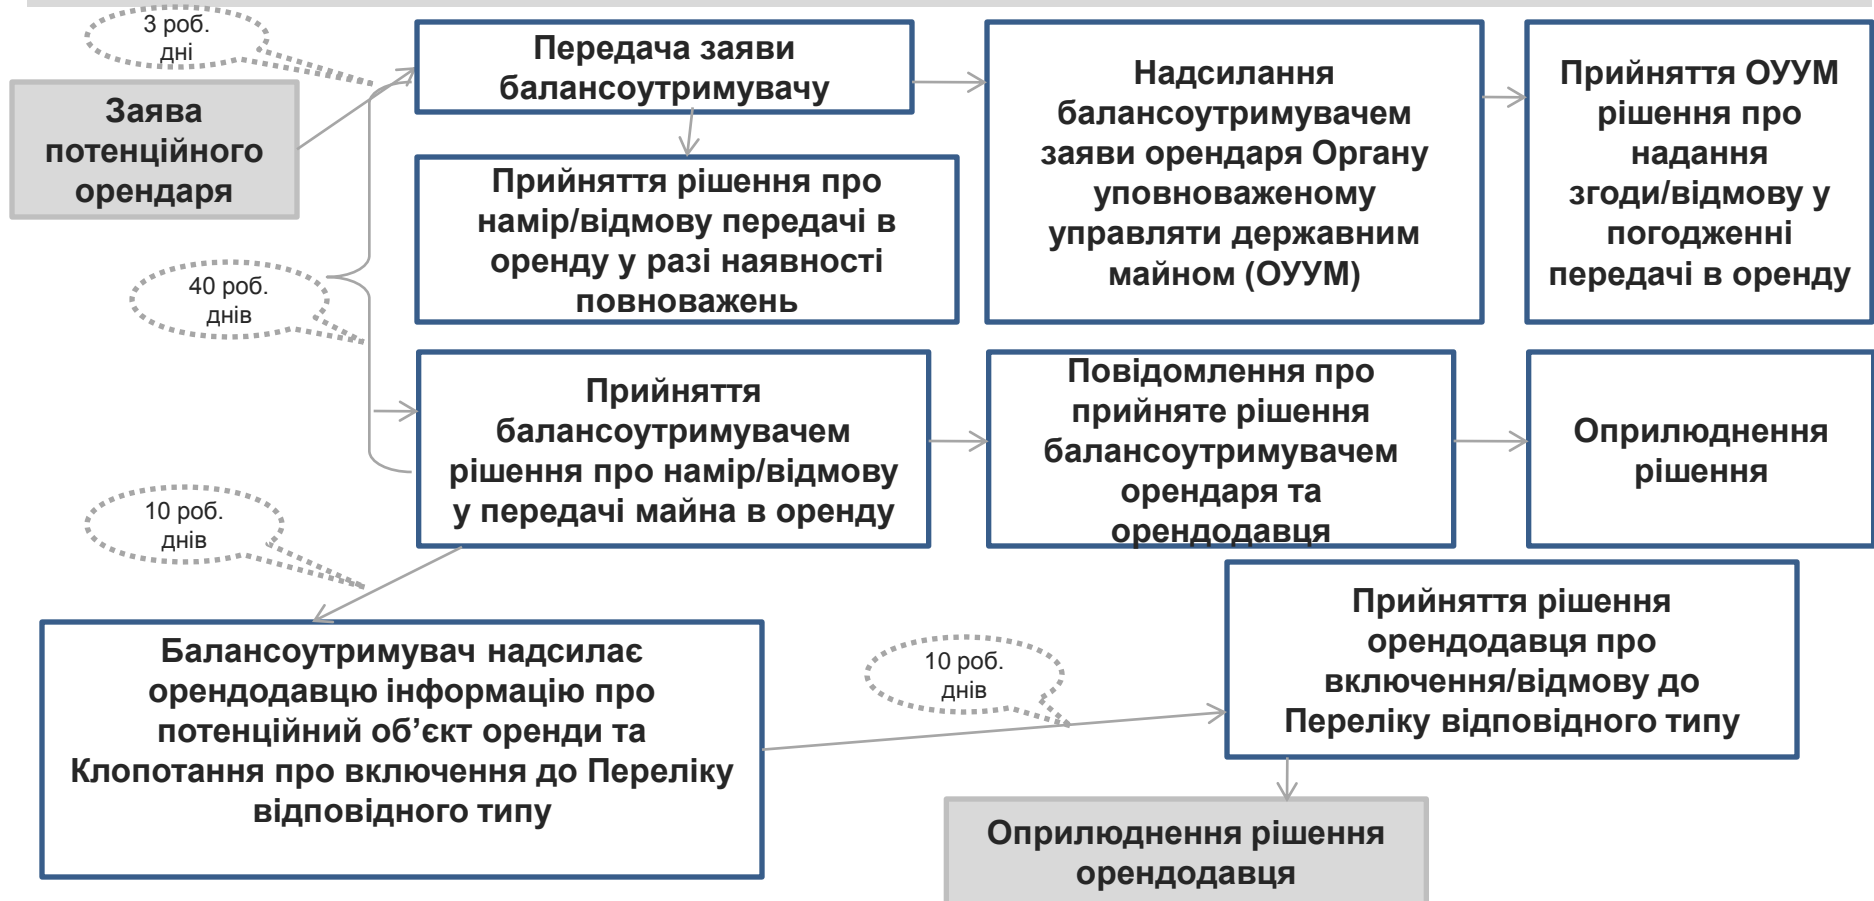 3 роб.
дні
Заява
потенційного
орендаря
Передача заяви
балансоутримувачу
Надсилання
балансоутримувачем
заяви орендаря Органу
уповноваженому
управляти державним
майном (ОУУМ)
Прийняття ОУУМ
рішення про
надання
згоди/відмову у
погодженні
передачі в оренду
Прийняття рішення про
намір/відмову передачі в
оренду у разі наявності
повноважень
40 роб.
днів
Прийняття
балансоутримувачем
рішення про намір/відмову
у передачі майна в оренду
Повідомлення про
прийняте рішення
балансоутримувачем
орендаря та
орендодавця
Оприлюднення
рішення
10 роб.
днів
Балансоутримувач надсилає
орендодавцю інформацію про
потенційний об’єкт оренди та
Клопотання про включення до Переліку
відповідного типу
10 роб.
днів
Прийняття рішення
орендодавця про
включення/відмову до
Переліку відповідного типу
Оприлюднення рішення
орендодавця